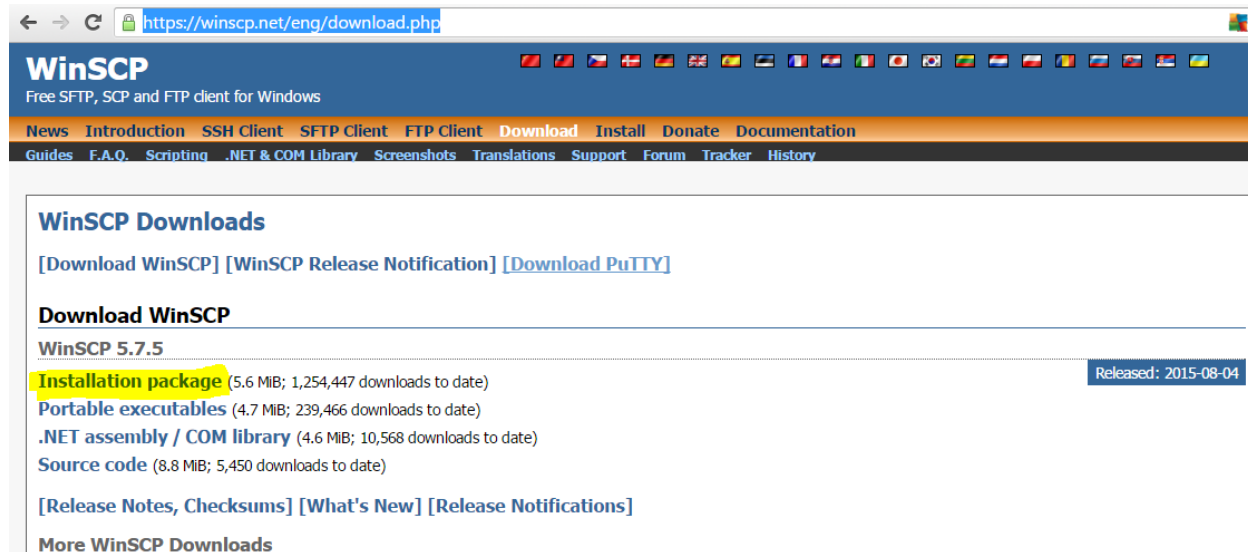 https://winscp.net/eng/download.php
WinSCP
Free SFTP, SCP and FTP client for Windows
News Introduction SSH Client SFTP Client FTP Client Download Install Donate Documentation
Guides F.A.Q. Scripting .NET & COM Library Screenshots Translations Support Forum Tracker History
WinSCP Downloads
[Download WinSCP] [WinSCP Release Notification] [Download PuTTY]
Download WinSCP
WinSCP 5.7.5
Released: 2015-08-04
Installation package (5.6 MiB; 1,254,447 downloads to date)
Portable executables (4.7 MiB; 239,466 downloads to date)
.NET assembly / COM library (4.6 MiB; 10,568 downloads to date)
Source code (8.8 MiB; 5,450 downloads to date)
[Release Notes, Checksums] [What's New] [Release Notifications]
More WinSCP Downloads